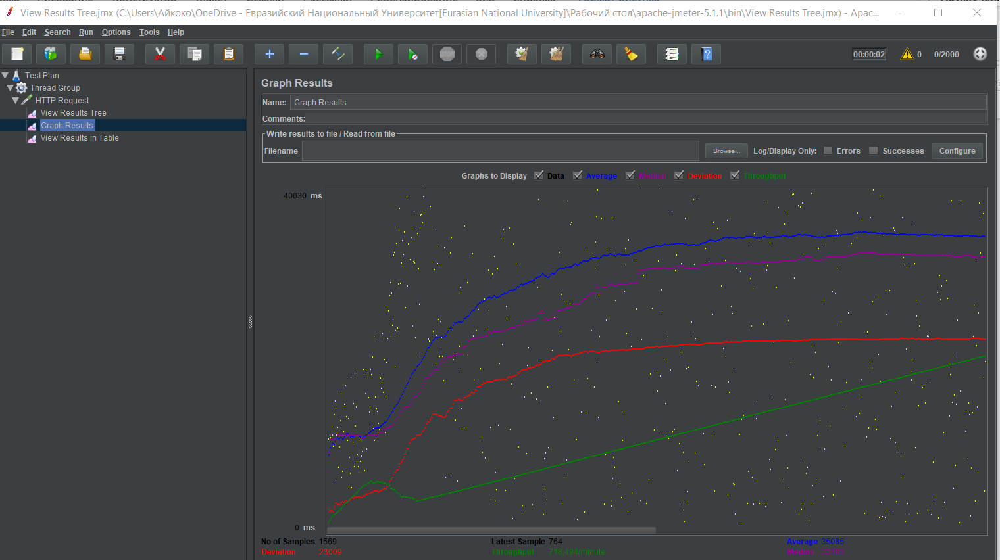 View Results Tree.jmx (C:\Users\Айкоко\OneDrive - Евразийский Национальный Университет[Eurasian National University]\Рабочий стол\apache-jmeter-5.1.1\bin\View Results Tree.jmx) - Apac...
File Edit Search Run Options Tools Help
STOP 00:00:02 0 0/2000
Test Plan
Thread Group
HTTP Request
View Results Tree
Graph Results
View Results in Table
Graph Results
Name: Graph Results
Comments:
Write results to file / Read from file
Filename Browse... Log/Display Only: Errors Successes Configure
Graphs to Display Data Average Median Deviation Throughput
40030 ms
0 ms
No of Samples 1569 Latest Sample 764 Average 35085
Deviation 23009 Throughput 718,494/minute Median